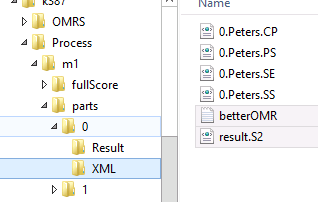 k387
OMRS
Process
m1
fullScore
parts
0
Result
XML
1
Name
0.Peters.CP
0.Peters.PS
0.Peters.SE
0.Peters.SS
betterOMR
result.S2